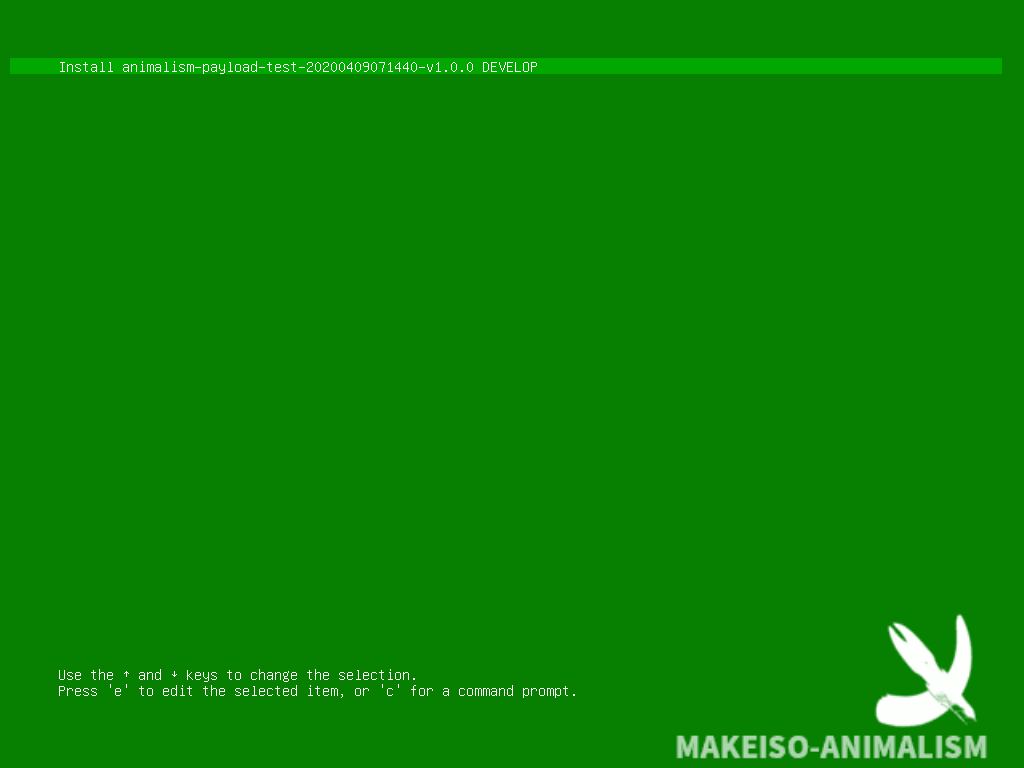 Install animalism-payload-test-20200409071440-v1.0.0 DEVELOP
Use the ↑ and ↓ keys to change the selection.
Press 'e' to edit the selected item, or 'c' for a command prompt.
MAKEISO-ANIMALISM